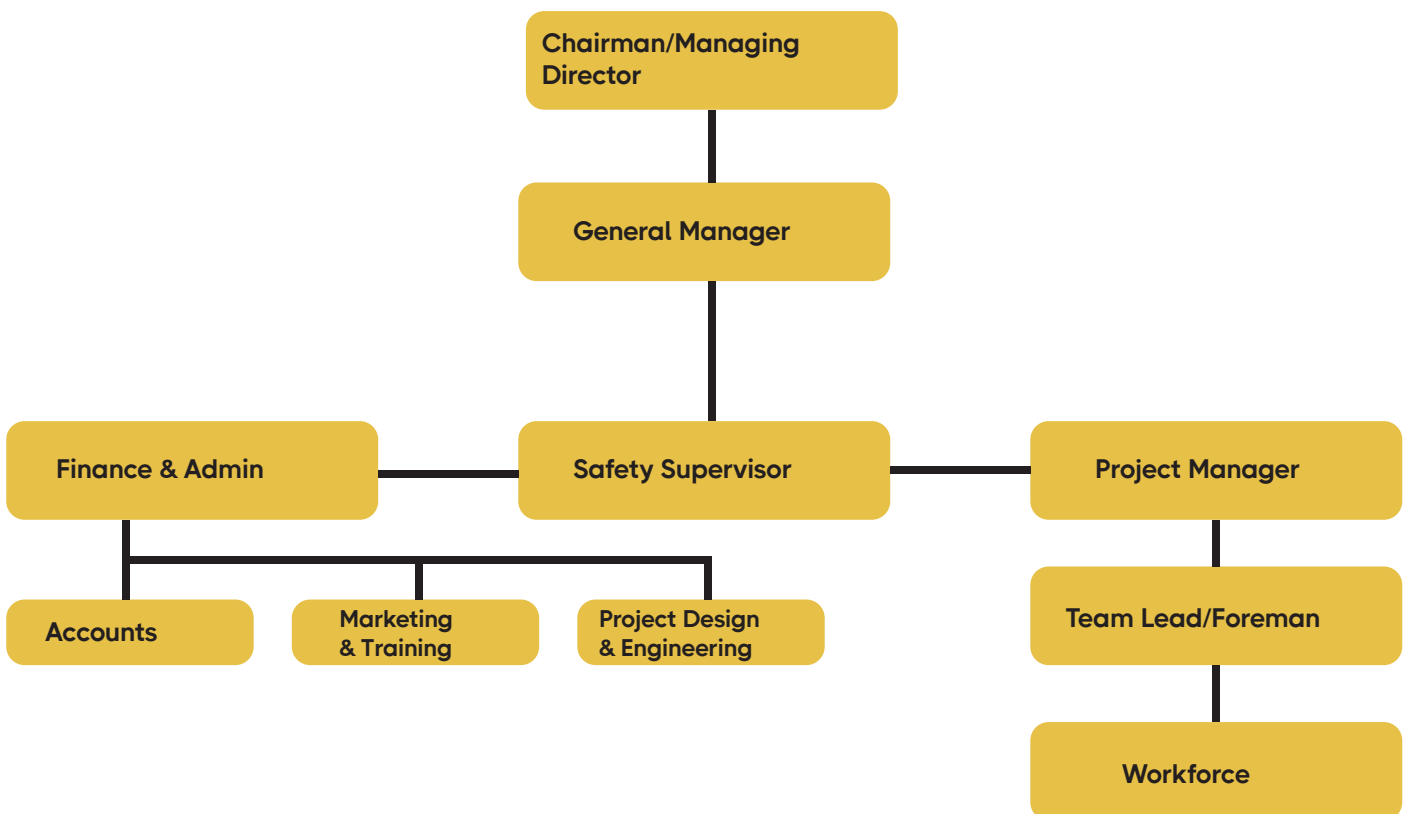 Chairman/Managing
Director
General Manager
Finance & Admin
Safety Supervisor
Project Manager
Accounts
Marketing
& Training
Project Design
& Engineering
Team Lead/Foreman
Workforce